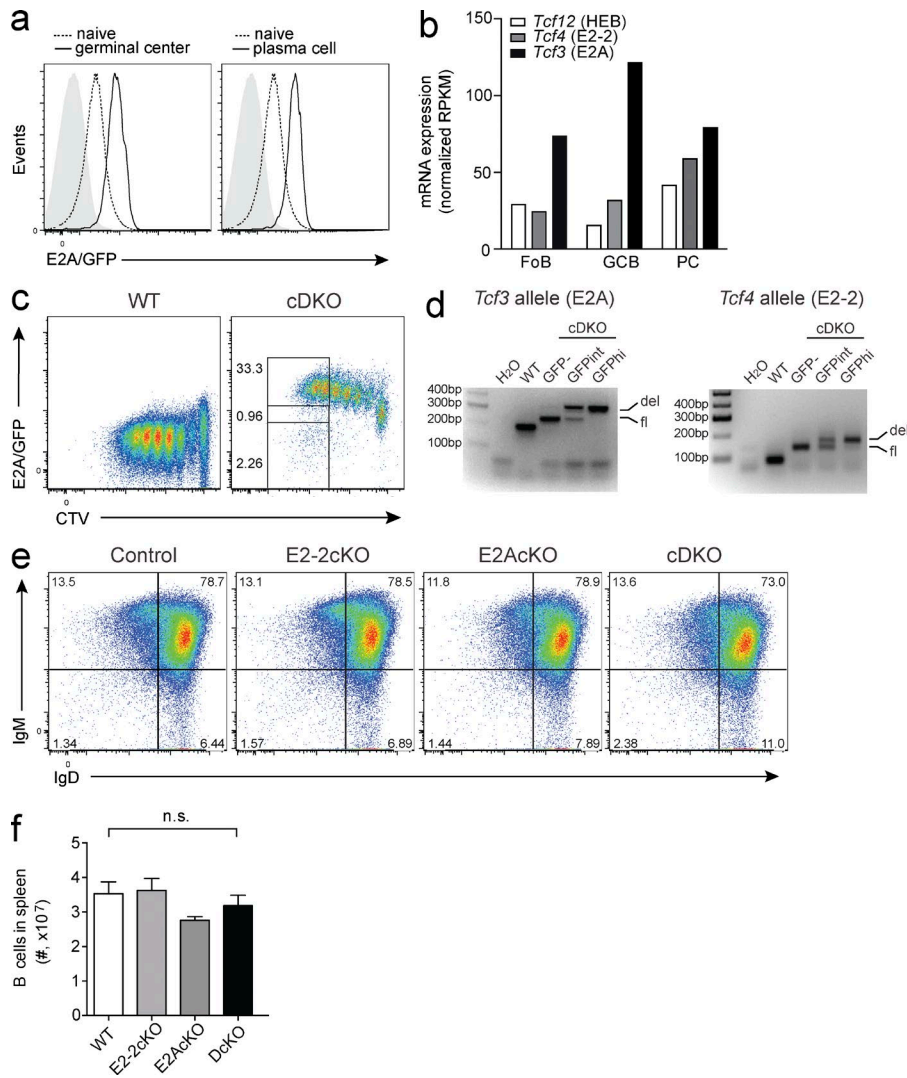 a
naive
germinal center
naive
plasma cell
Events
0
0
0
E2A/GFP
b
Tcf12 (HEB)
Tcf4 (E2-2)
Tcf3 (E2A)
mRNA expression
(normalized RPKM)
150
100
50
0
FoB
GCB
PC
c
WT
cDKO
33.3
0.96
2.26
E2A/GFP
0
0
0
CTV
d
Tcf3 allele (E2A)
Tcf4 allele (E2-2)
cDKO
cDKO
H2O
WT
GFP-
GFPint
GFPhi
H2O
WT
GFP-
GFPint
GFPhi
400bp
300bp
200bp
100bp
del
fl
400bp
300bp
200bp
100bp
del
fl
e
Control
E2-2cKO
E2AcKO
cDKO
13.5
78.7
13.1
78.5
11.8
78.9
13.6
73.0
1.34
6.44
1.57
6.89
1.44
7.89
2.38
11.0
IgM
0
0
IgD
f
n.s.
B cells in spleen
(#, x10⁷)
5
4
3
2
1
0
WT
E2-2cKO
E2AcKO
DcKO